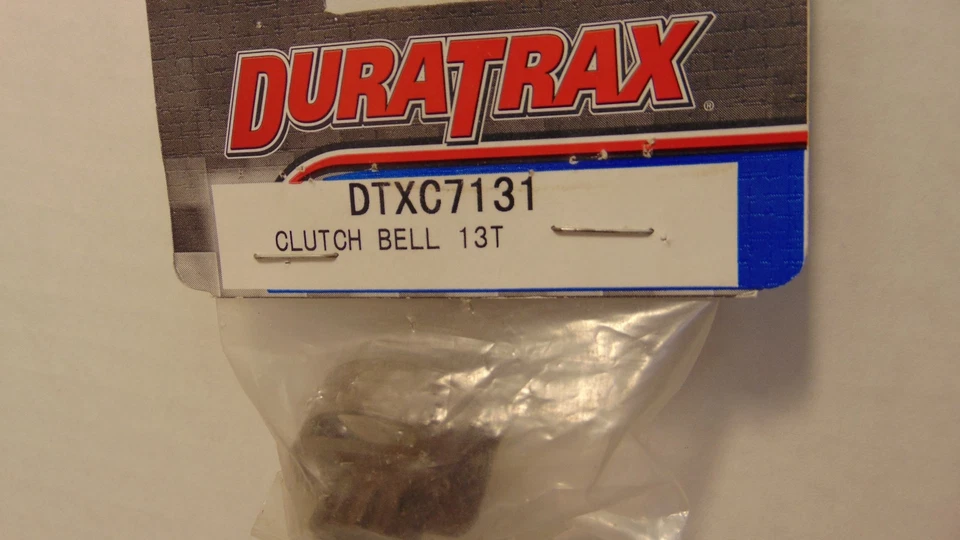 DURATRAX ®
DTXC7131
CLUTCH BELL 13T